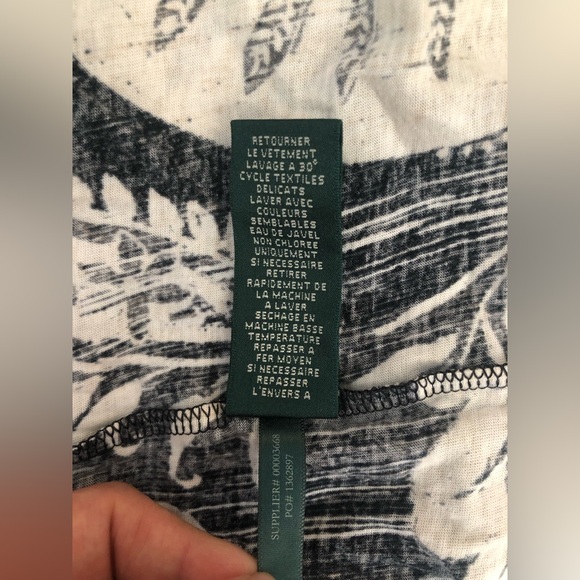 RETOURNER
LE VETEMENT
LAVAGE A 30°
CYCLE TEXTILES
DELICATS
LAVER AVEC
COULEURS
SEMBLABLES
EAU DE JAVEL
NON CHLOREE
UNIQUEMENT
SI NECESSAIRE
RETIRER
RAPIDEMENT DE
LA MACHINE
A LAVER
SECHAGE EN
MACHINE BASSE
TEMPERATURE
REPASSER A
FER MOYEN
SI NECESSAIRE
REPASSER
L'ENVERS A
SUPPLIER# 00003668
PO# 1362897